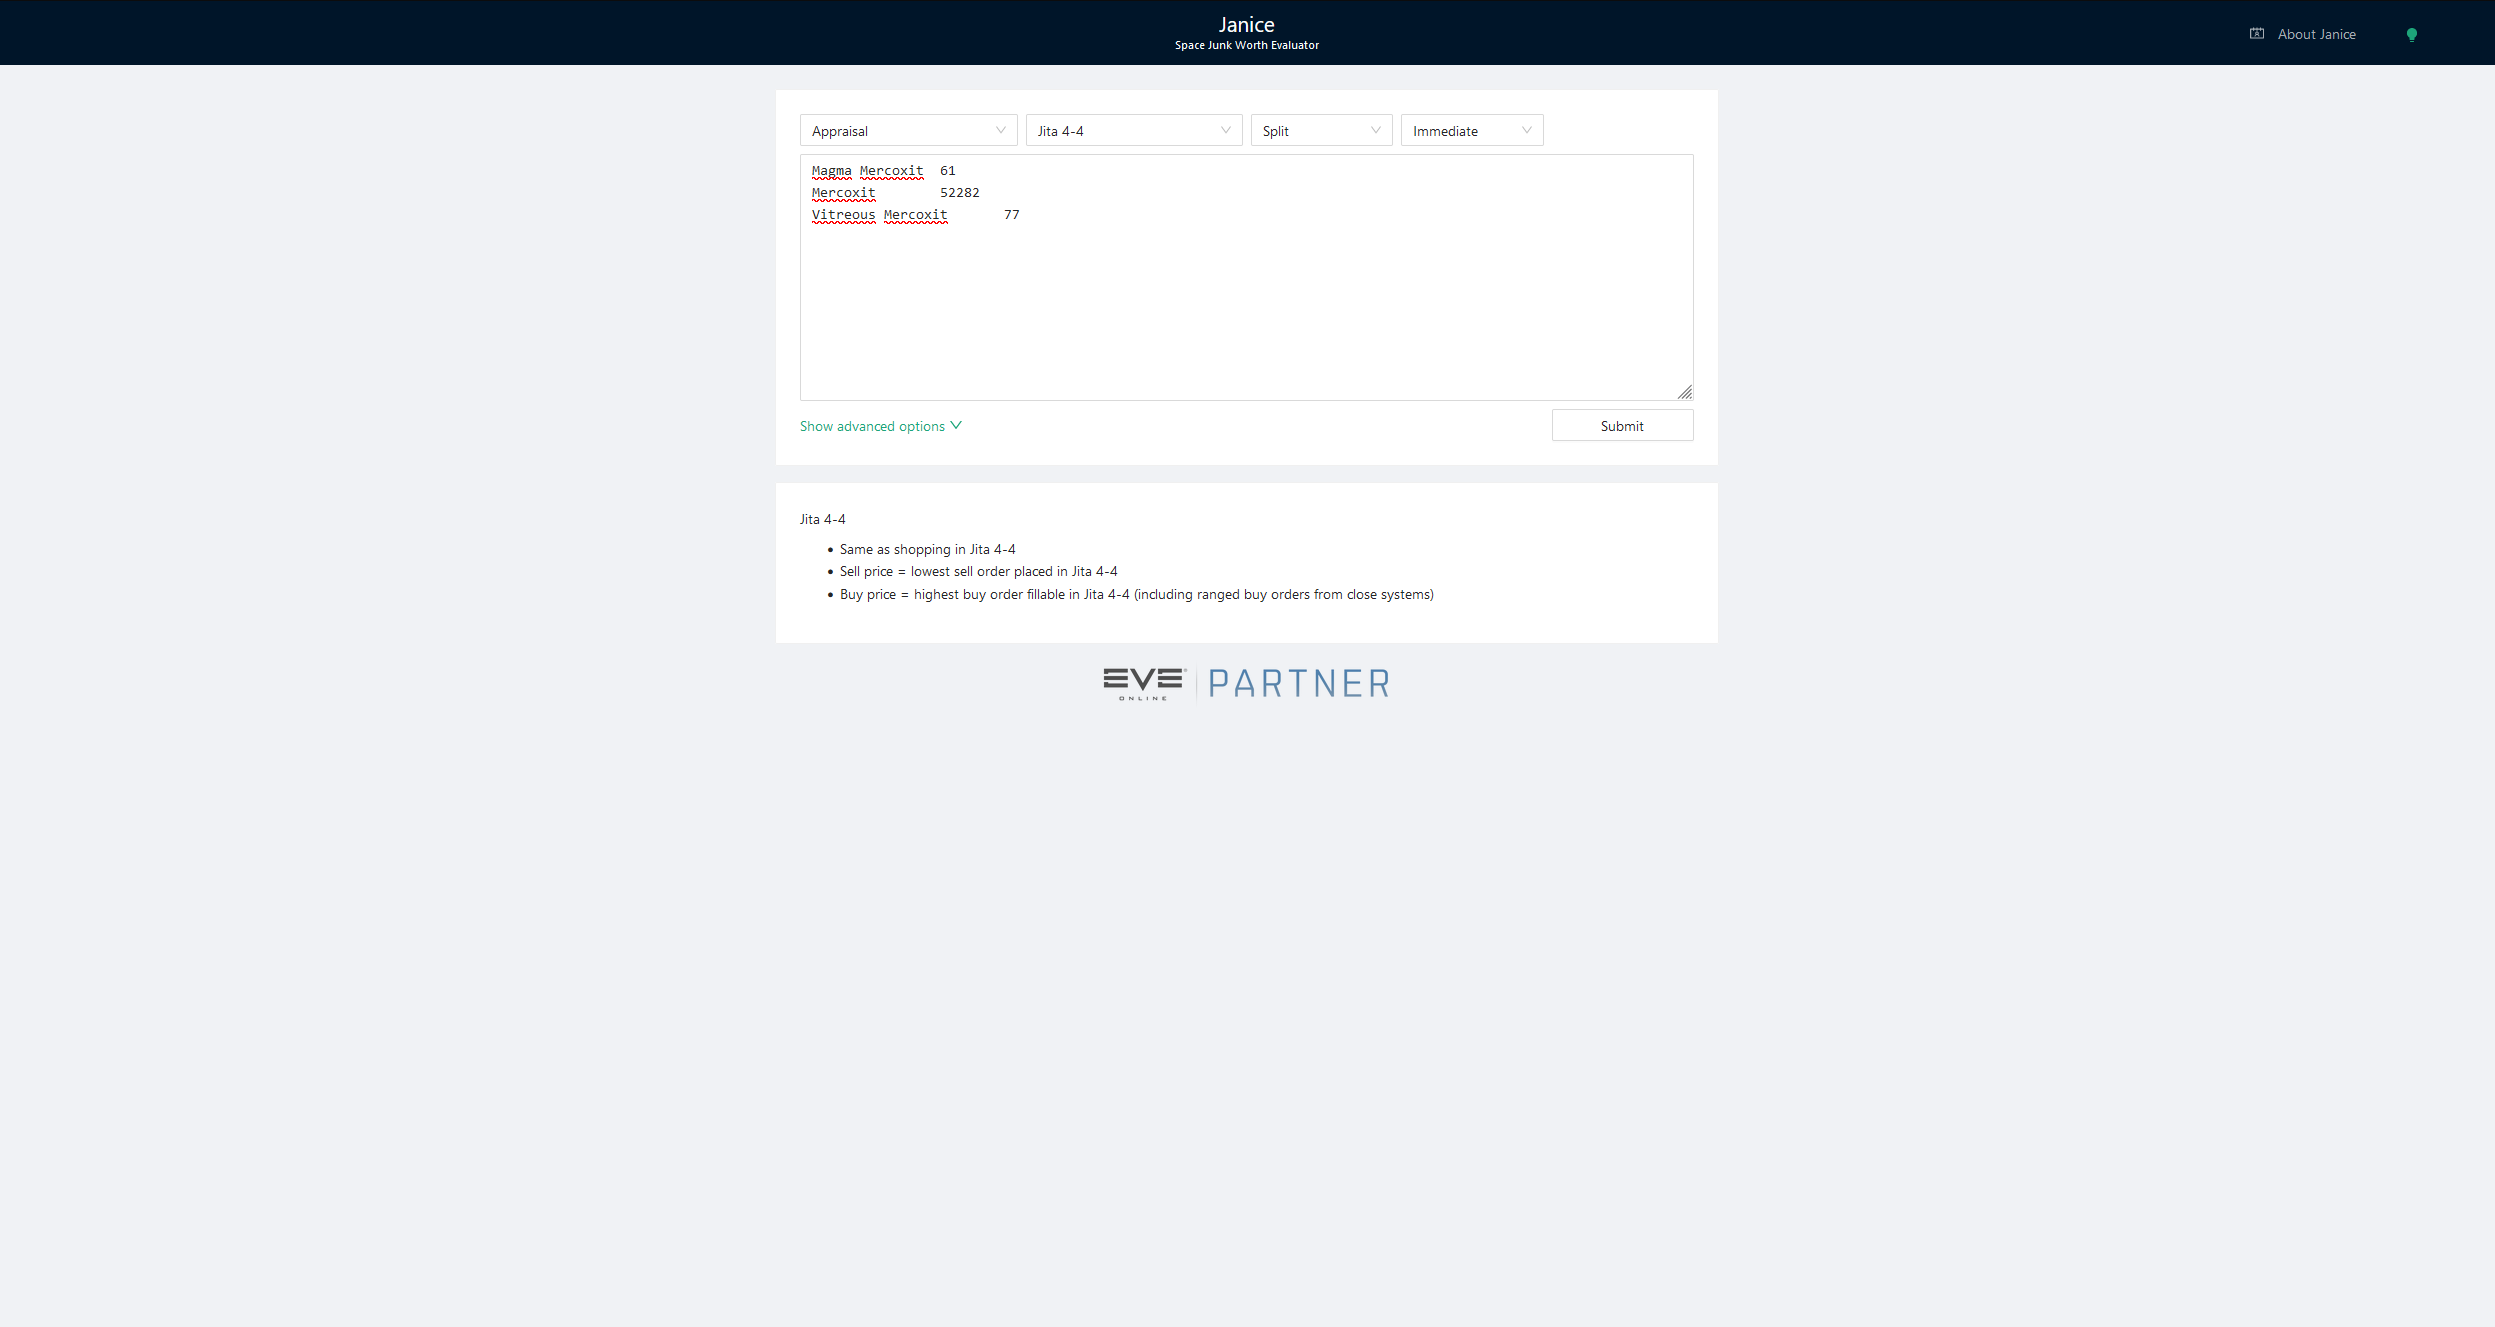 Janice
Space Junk Worth Evaluator
About Janice
Appraisal
Jita 4-4
Split
Immediate
Magma Mercoxit 61
Mercoxit 52282
Vitreous Mercoxit 77
Show advanced options
Submit
Jita 4-4
Same as shopping in Jita 4-4
Sell price = lowest sell order placed in Jita 4-4
Buy price = highest buy order fillable in Jita 4-4 (including ranged buy orders from close systems)
EVE
ONLINE
PARTNER